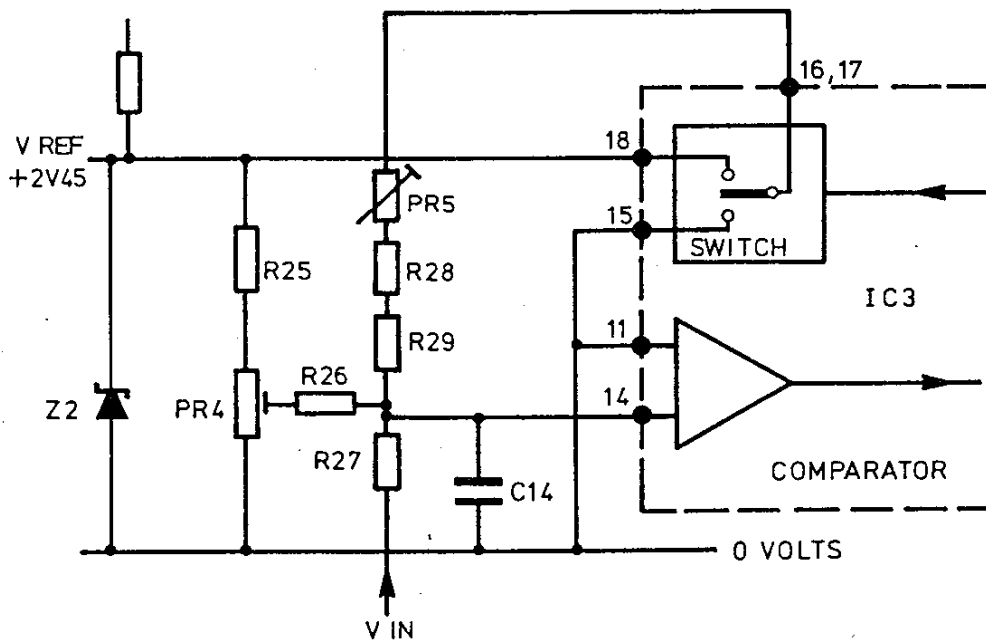 16,17
V REF
+2V45
18
PR5
15
SWITCH
R25
R28
IC3
11
R29
R26
Z2
PR4
14
R27
C14
COMPARATOR
0 VOLTS
V IN